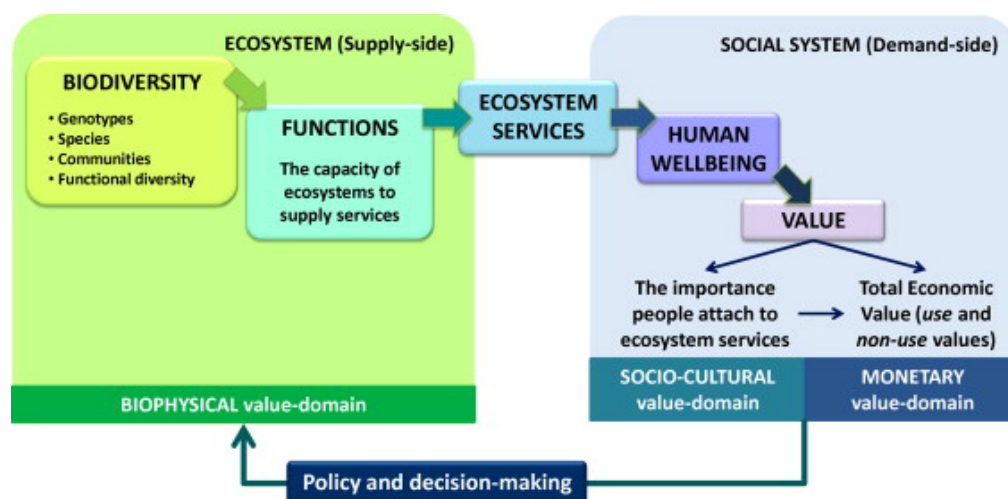 ECOSYSTEM (Supply-side)
BIODIVERSITY
• Genotypes
• Species
• Communities
• Functional diversity
FUNCTIONS
The capacity of
ecosystems to
supply services
BIOPHYSICAL value-domain
ECOSYSTEM
SERVICES
SOCIAL SYSTEM (Demand-side)
HUMAN
WELLBEING
VALUE
The importance
people attach to
ecosystem services
Total Economic
Value (use and
non-use values)
SOCIO-CULTURAL
value-domain
MONETARY
value-domain
Policy and decision-making